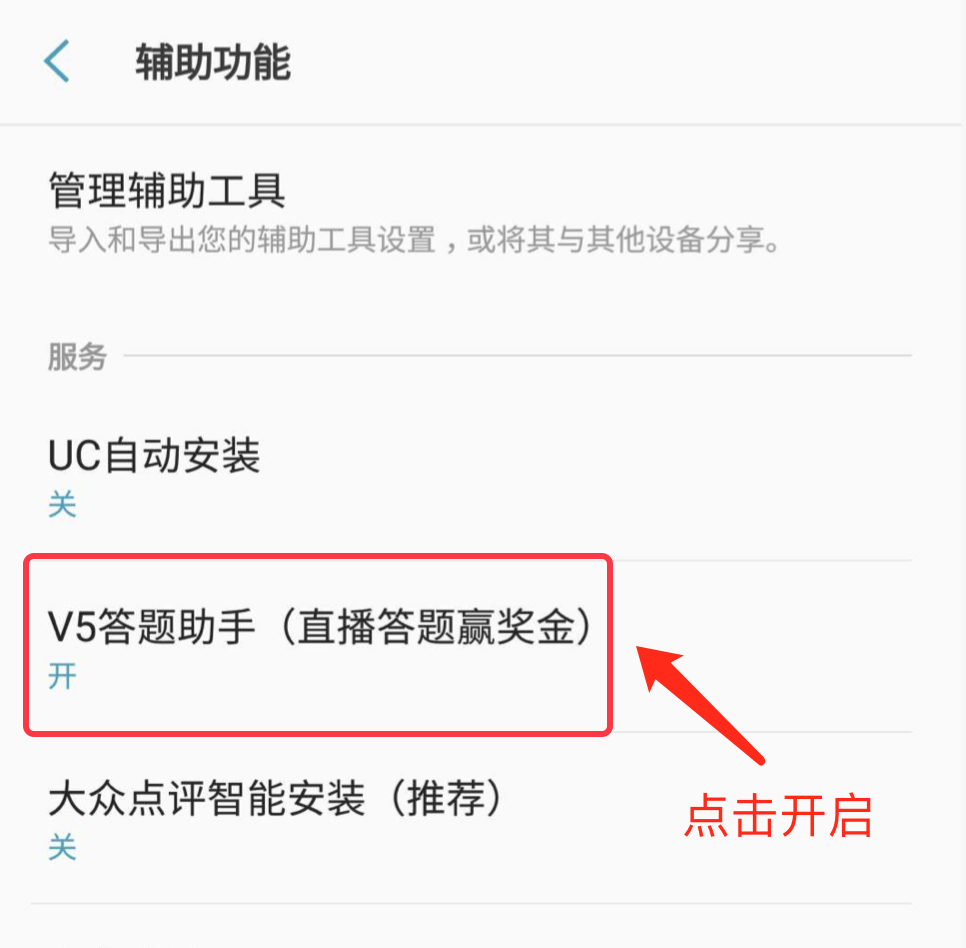 辅助功能
管理辅助工具
导入和导出您的辅助工具设置，或将其与其他设备分享。
服务
UC自动安装
关
V5答题助手（直播答题赢奖金）
开
点击开启
大众点评智能安装（推荐）
关